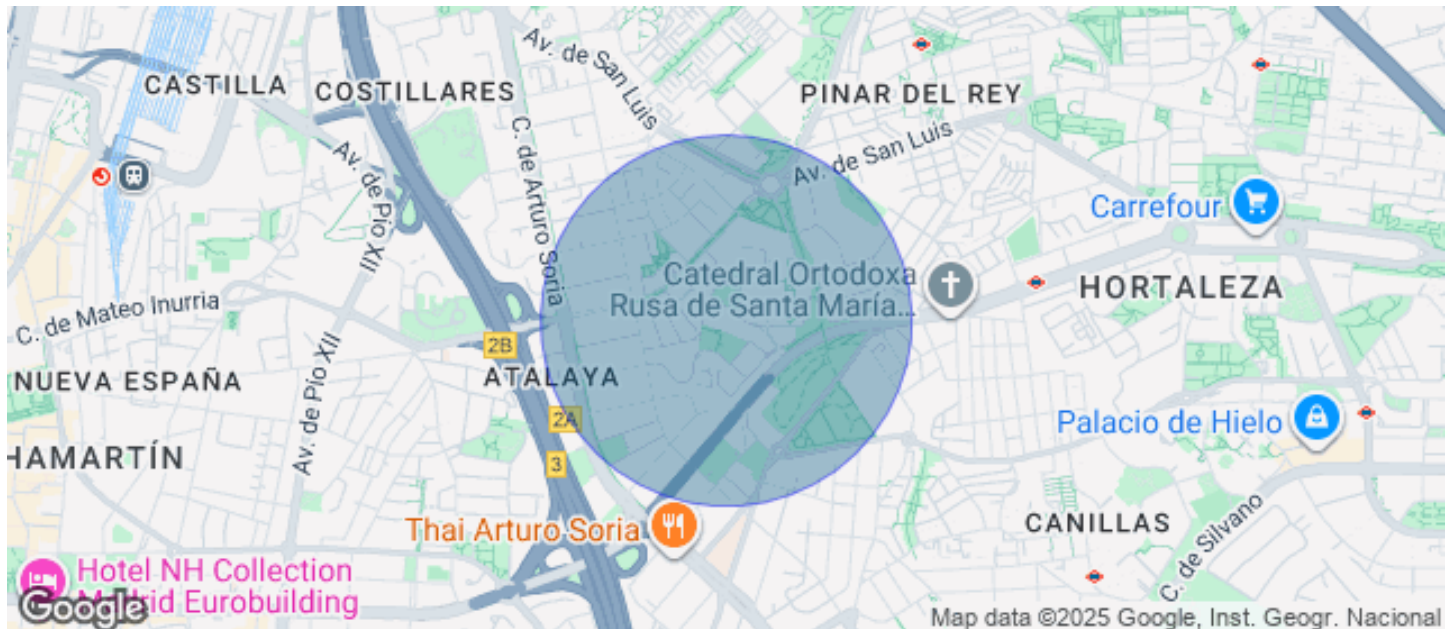 Av. de San Luis
CASTILLA
COSTILLARES
PINAR DEL REY
C. de Arturo Soria
Av. de Pío XII
Av. de San Luis
Carrefour
Catedral Ortodoxa
Rusa de Santa María...
HORTALEZA
C. de Mateo Inurria
2B
NUEVA ESPAÑA
ATALAYA
Av. de Pío XII
2A
Palacio de Hielo
HAMARTÍN
3
Thai Arturo Soria
CANILLAS
C. de Silvano
Hotel NH Collection
Madrid Eurobuilding
Google
Map data ©2025 Google, Inst. Geogr. Nacional